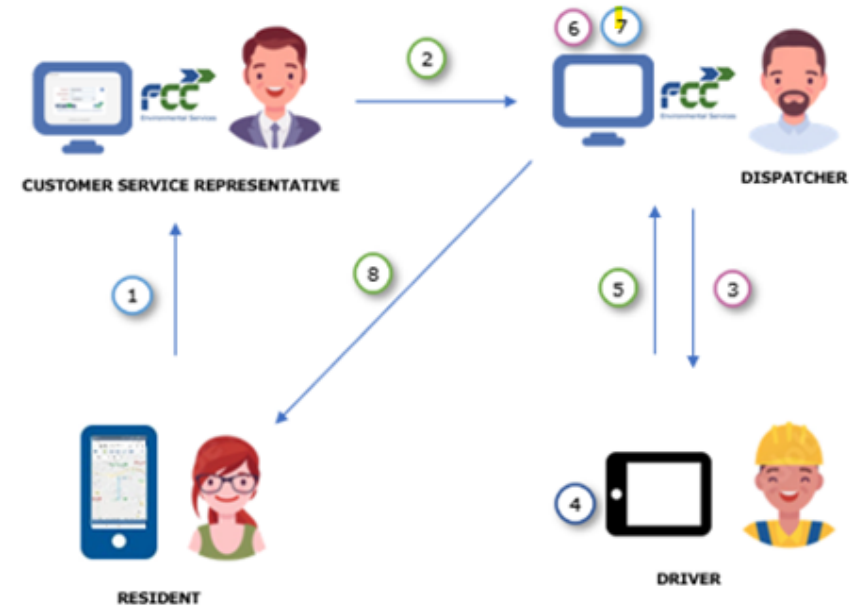 6 7
2
FCC
Environmental Services
FCC
Environmental Services
CUSTOMER SERVICE REPRESENTATIVE
DISPATCHER
8
1
5
3
4
DRIVER
RESIDENT